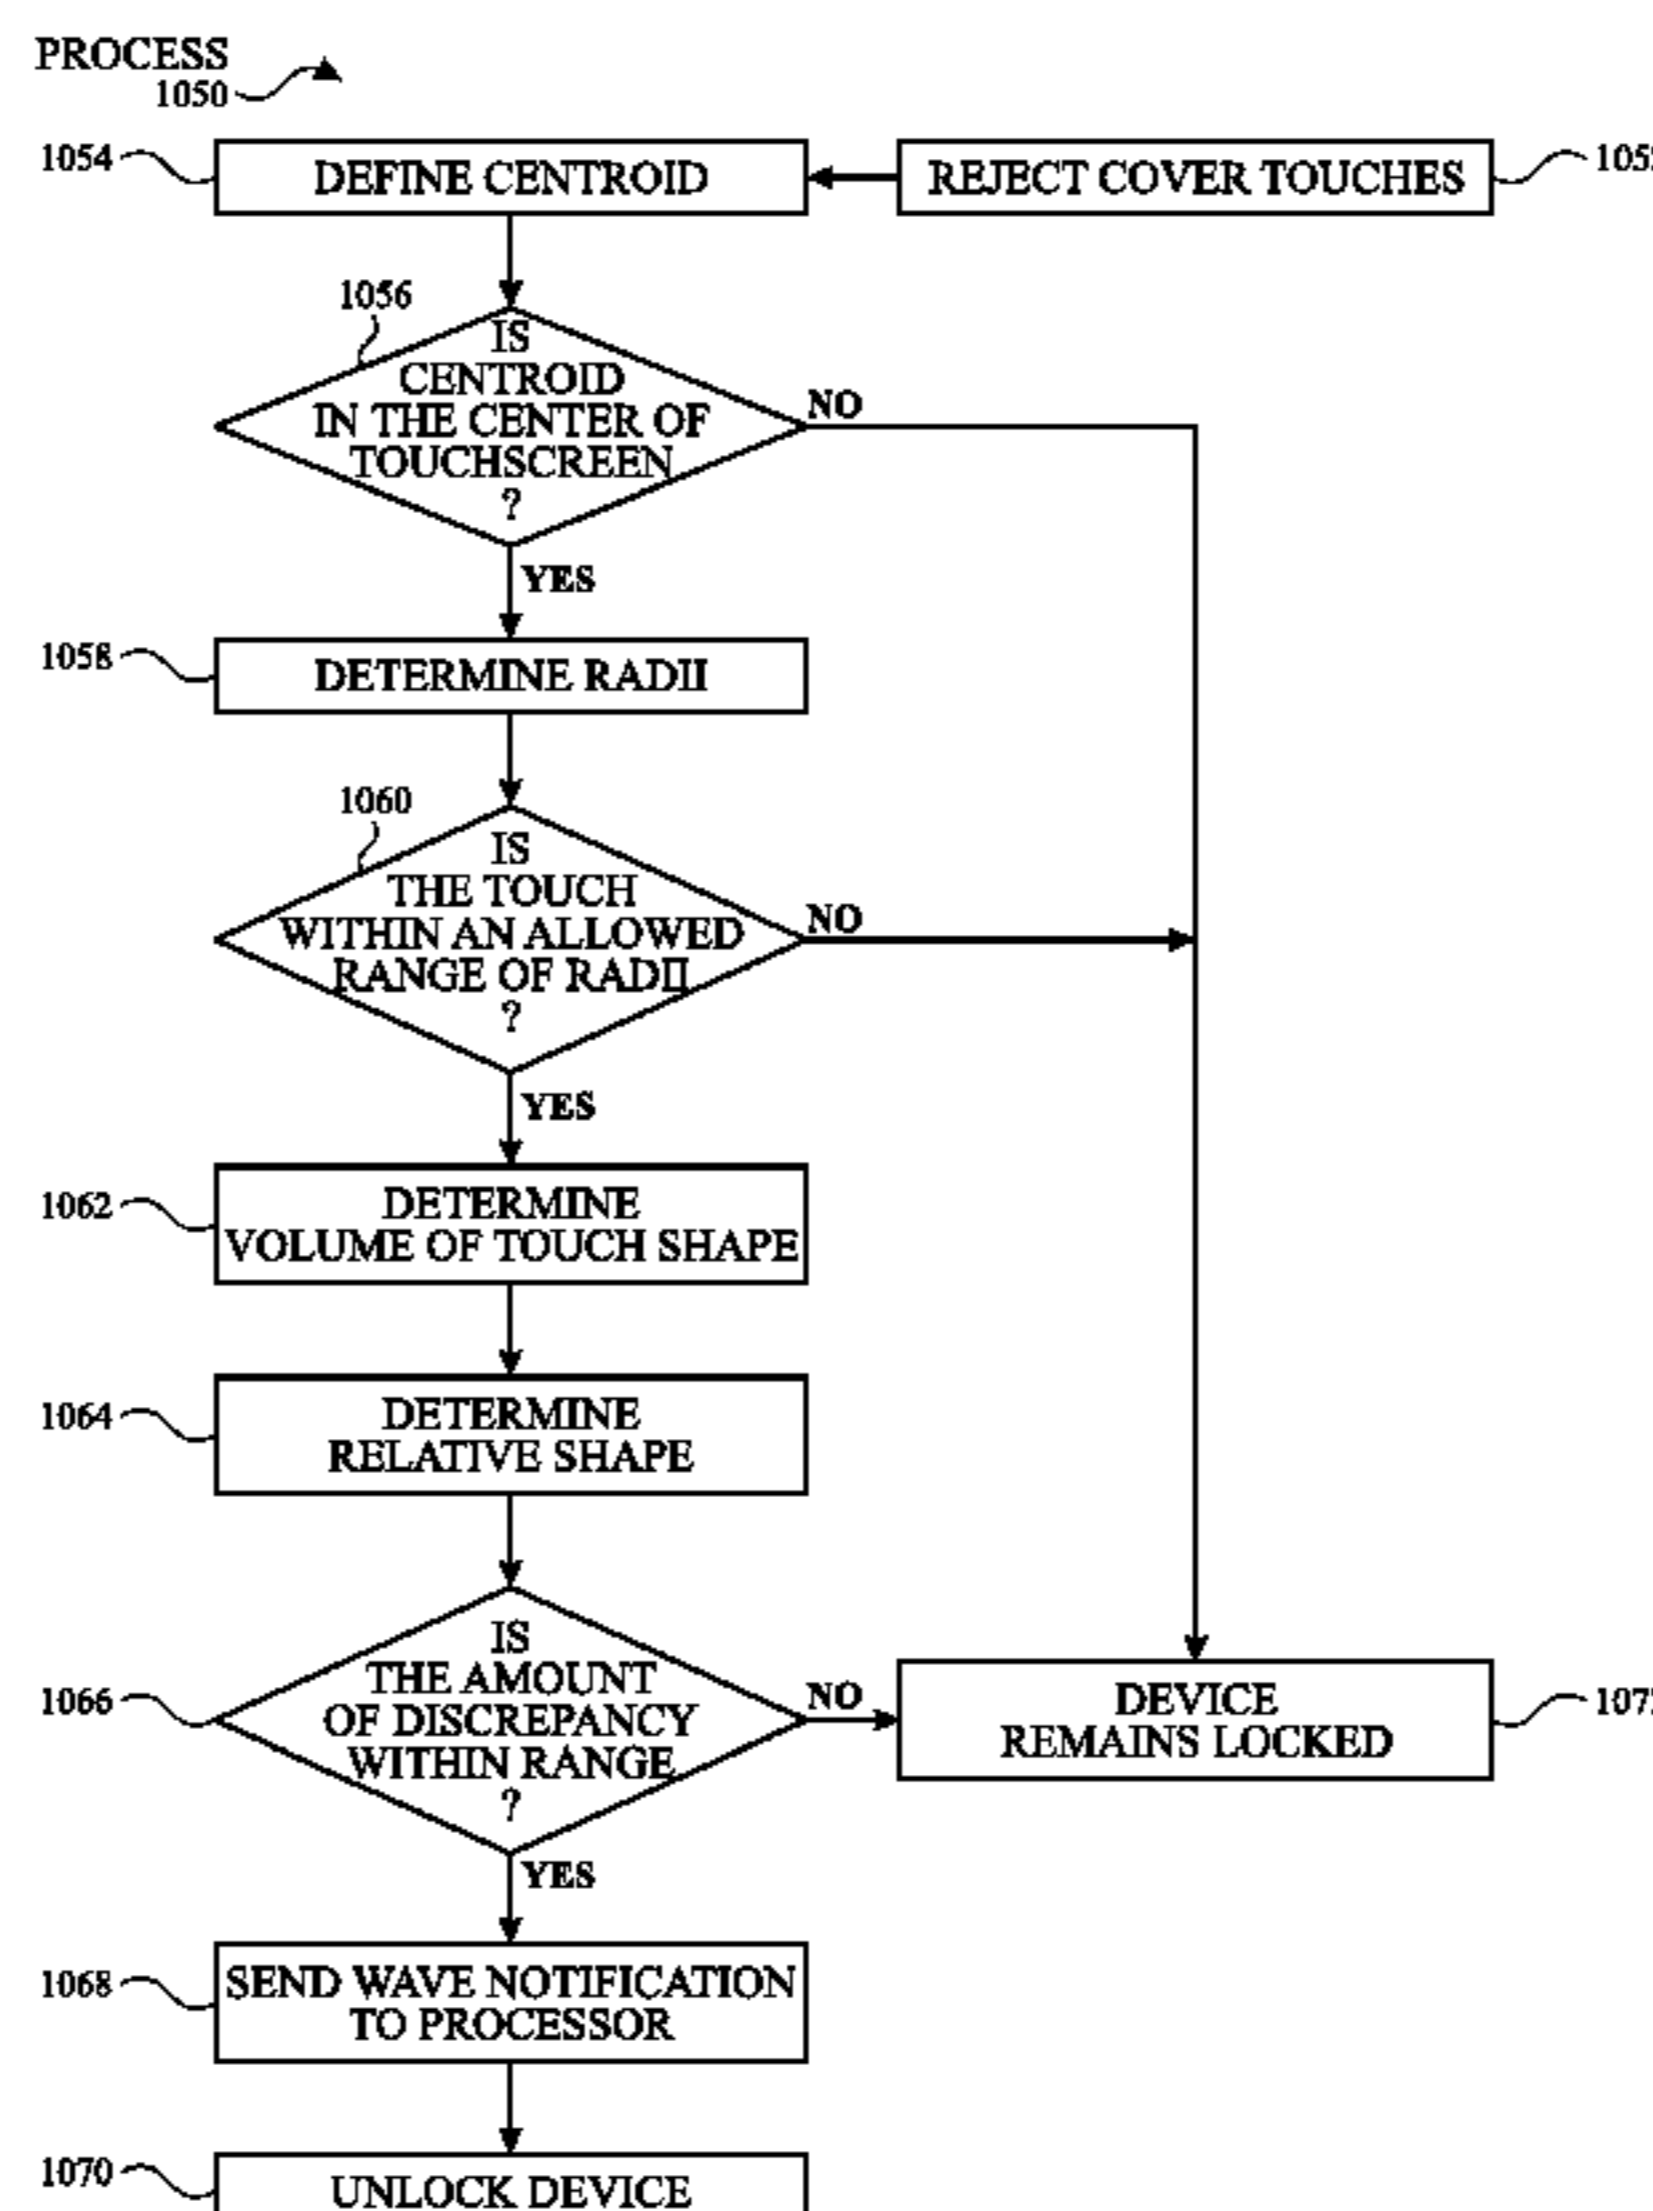 PROCESS
1050
1054
DEFINE CENTROID
REJECT COVER TOUCHES
1056
IS
CENTROID
IN THE CENTER OF
TOUCHSCREEN
?
NO
YES
1058
DETERMINE RADII
1060
IS
THE TOUCH
WITHIN AN ALLOWED
RANGE OF RADII
?
NO
YES
1062
DETERMINE
VOLUME OF TOUCH SHAPE
1064
DETERMINE
RELATIVE SHAPE
1066
IS
THE AMOUNT
OF DISCREPANCY
WITHIN RANGE
?
NO
DEVICE
REMAINS LOCKED
YES
1068
SEND WAVE NOTIFICATION
TO PROCESSOR
1070
UNLOCK DEVICE